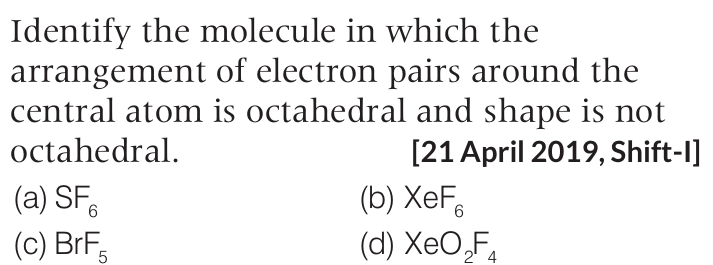 Identify the molecule in which the
arrangement of electron pairs around the
central atom is octahedral and shape is not
octahedral. [21 April 2019, Shift-I]
(a) SF₆ (b) XeF₆
(c) BrF₅ (d) XeO₂F₄